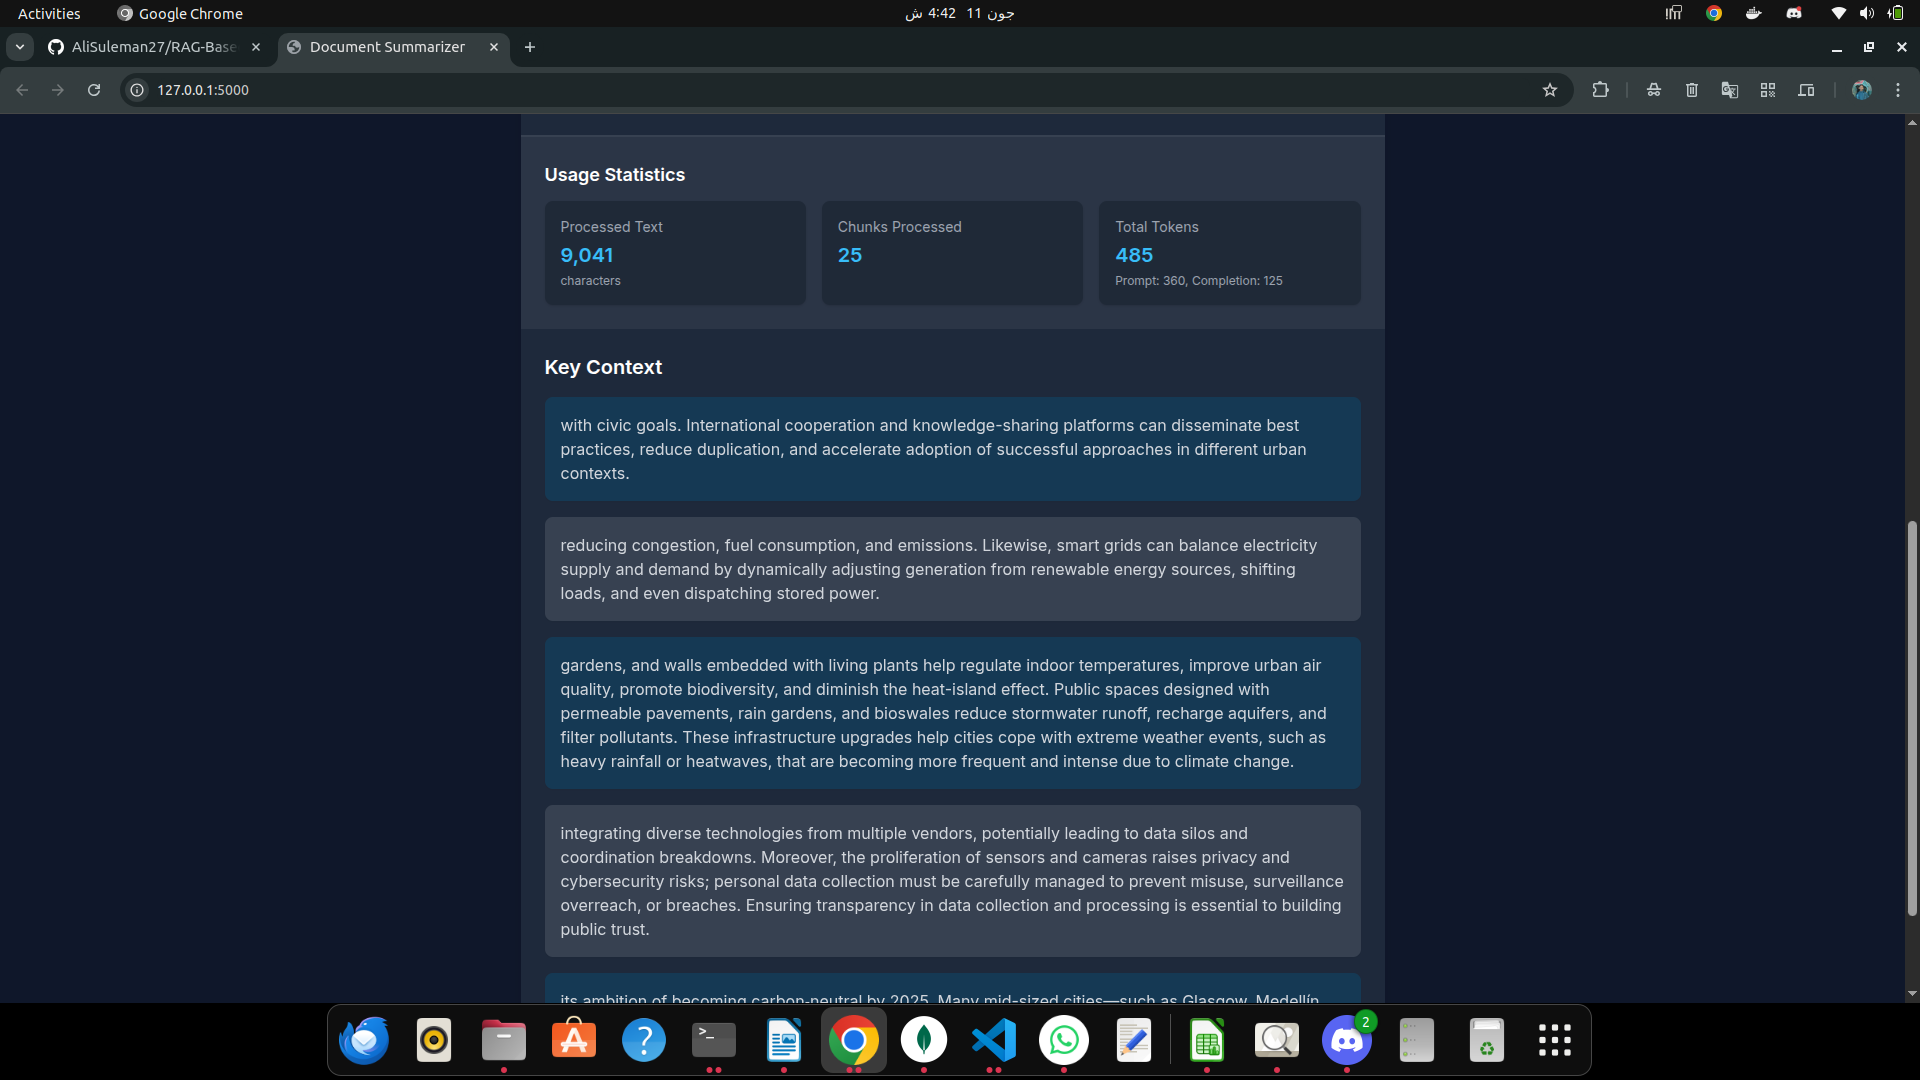 Activities
Google Chrome
جون 11 4:42 ش
AliSuleman27/RAG-Base
Document Summarizer
127.0.0.1:5000
Usage Statistics
Processed Text
9,041
characters
Chunks Processed
25
Total Tokens
485
Prompt: 360, Completion: 125
Key Context
with civic goals. International cooperation and knowledge-sharing platforms can disseminate best
practices, reduce duplication, and accelerate adoption of successful approaches in different urban
contexts.
reducing congestion, fuel consumption, and emissions. Likewise, smart grids can balance electricity
supply and demand by dynamically adjusting generation from renewable energy sources, shifting
loads, and even dispatching stored power.
gardens, and walls embedded with living plants help regulate indoor temperatures, improve urban air
quality, promote biodiversity, and diminish the heat-island effect. Public spaces designed with
permeable pavements, rain gardens, and bioswales reduce stormwater runoff, recharge aquifers, and
filter pollutants. These infrastructure upgrades help cities cope with extreme weather events, such as
heavy rainfall or heatwaves, that are becoming more frequent and intense due to climate change.
integrating diverse technologies from multiple vendors, potentially leading to data silos and
coordination breakdowns. Moreover, the proliferation of sensors and cameras raises privacy and
cybersecurity risks; personal data collection must be carefully managed to prevent misuse, surveillance
overreach, or breaches. Ensuring transparency in data collection and processing is essential to building
public trust.
its ambition of becoming carbon-neutral by 2025. Many mid-sized cities—such as Glasgow, Medellín,
2